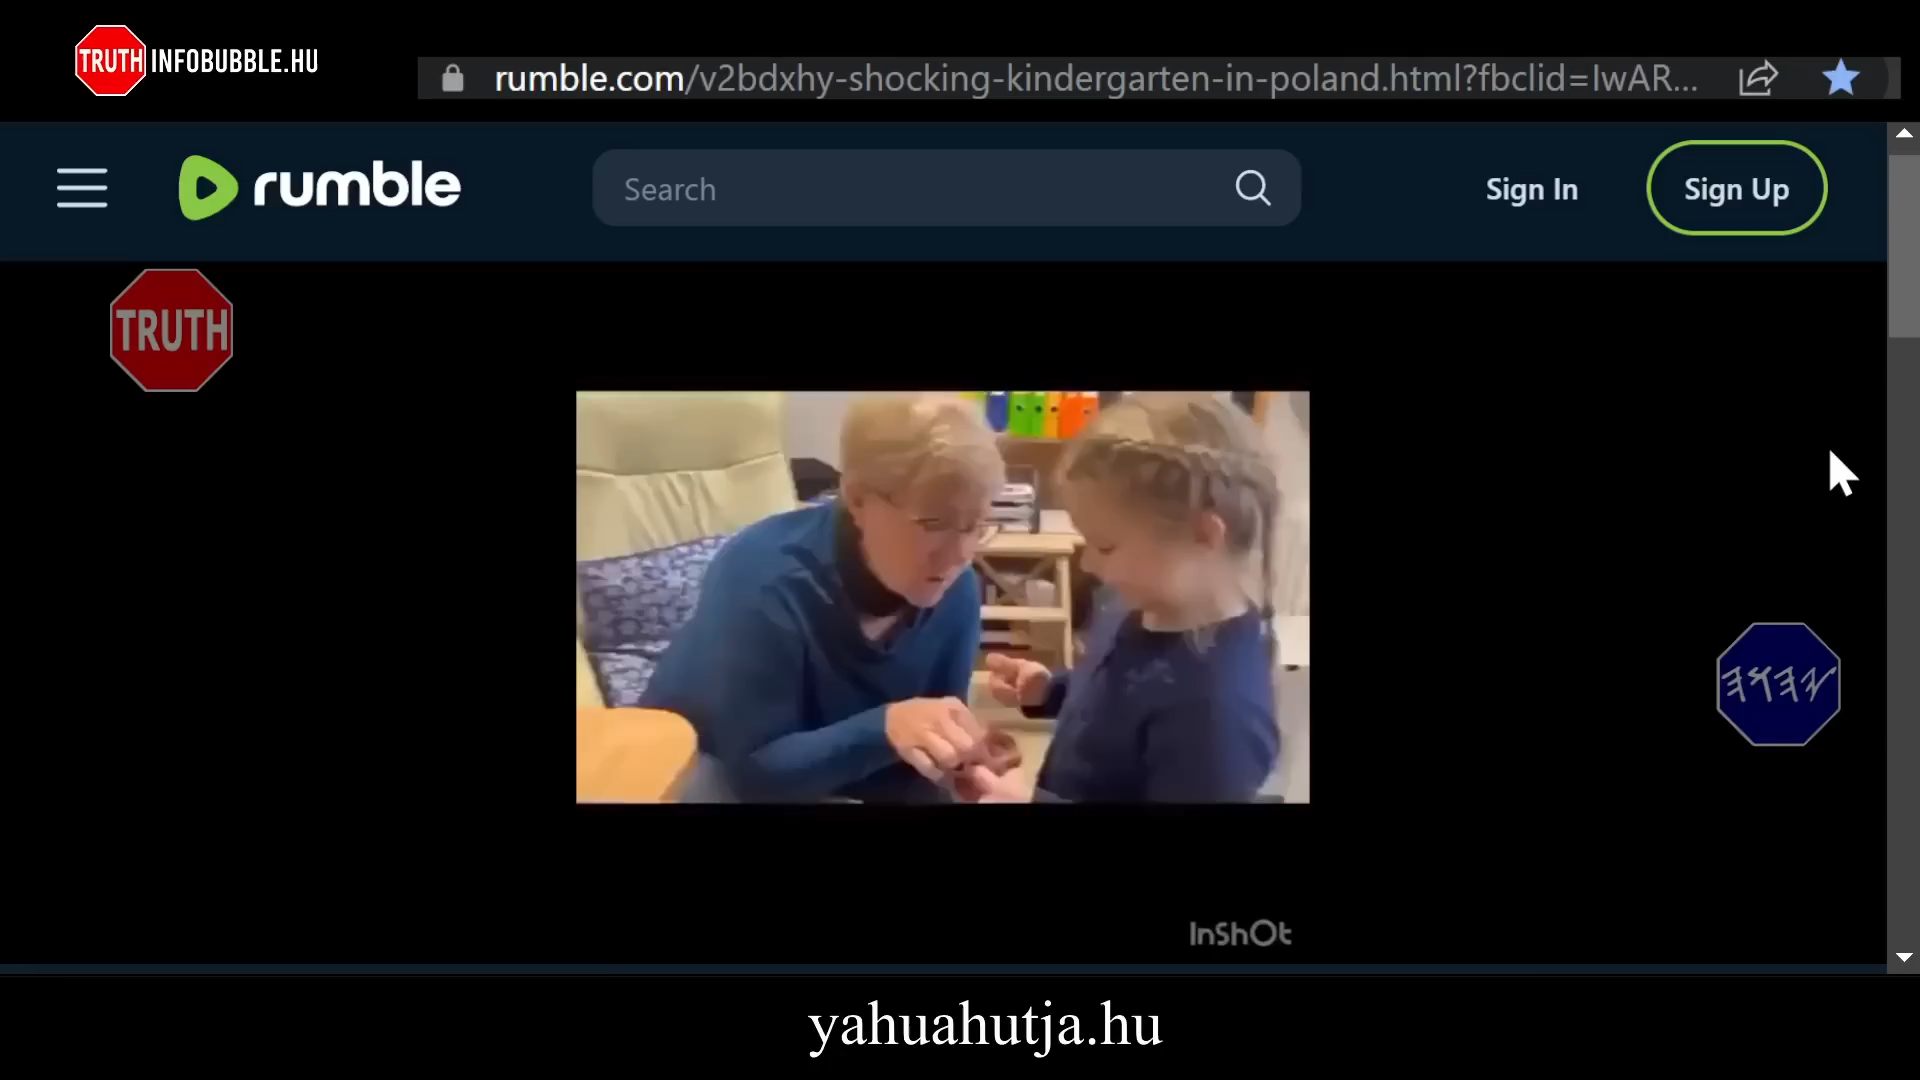 TRUTH INFOBUBBLE.HU
rumble.com/v2bdxhy-shocking-kindergarten-in-poland.html?fbclid=IwAR...
rumble
Search
Sign In
Sign Up
TRUTH
𐤉𐤄𐤅𐤄
InShOt
yahuahutja.hu